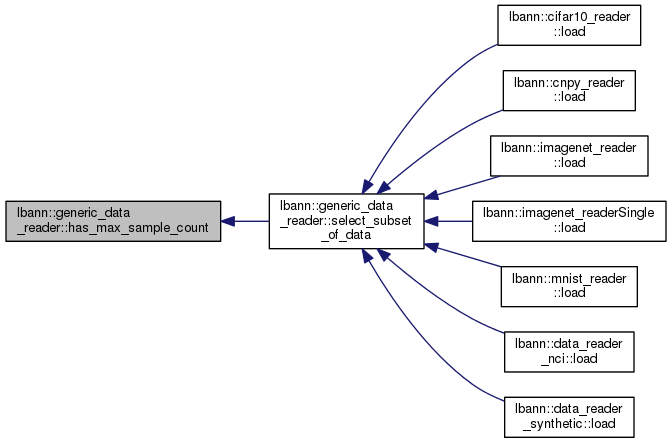 lbann::generic_data
_reader::has_max_sample_count
lbann::generic_data
_reader::select_subset
_of_data
lbann::cifar10_reader
::load
lbann::cnpy_reader
::load
lbann::imagenet_reader
::load
lbann::imagenet_readerSingle
::load
lbann::mnist_reader
::load
lbann::data_reader
_nci::load
lbann::data_reader
_synthetic::load